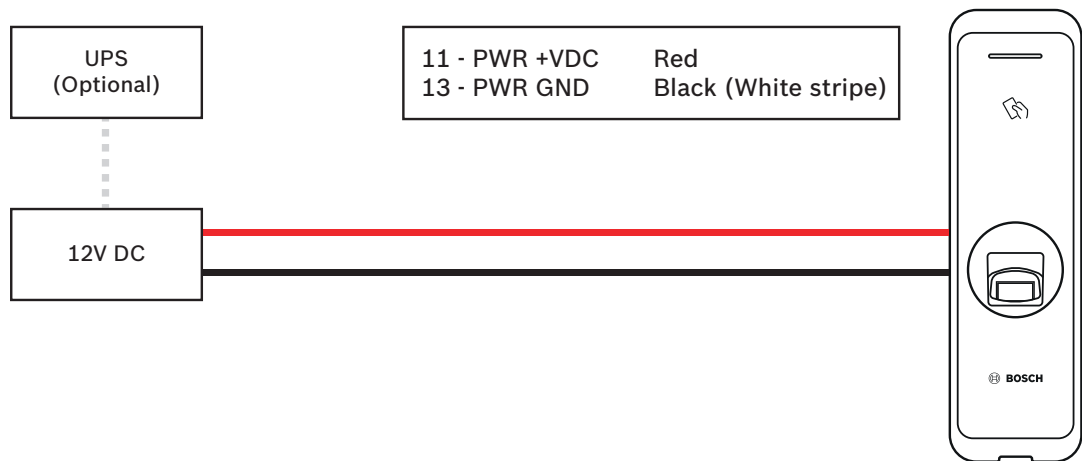 UPS
(Optional)
11 - PWR +VDC Red
13 - PWR GND Black (White stripe)
12V DC
BOSCH